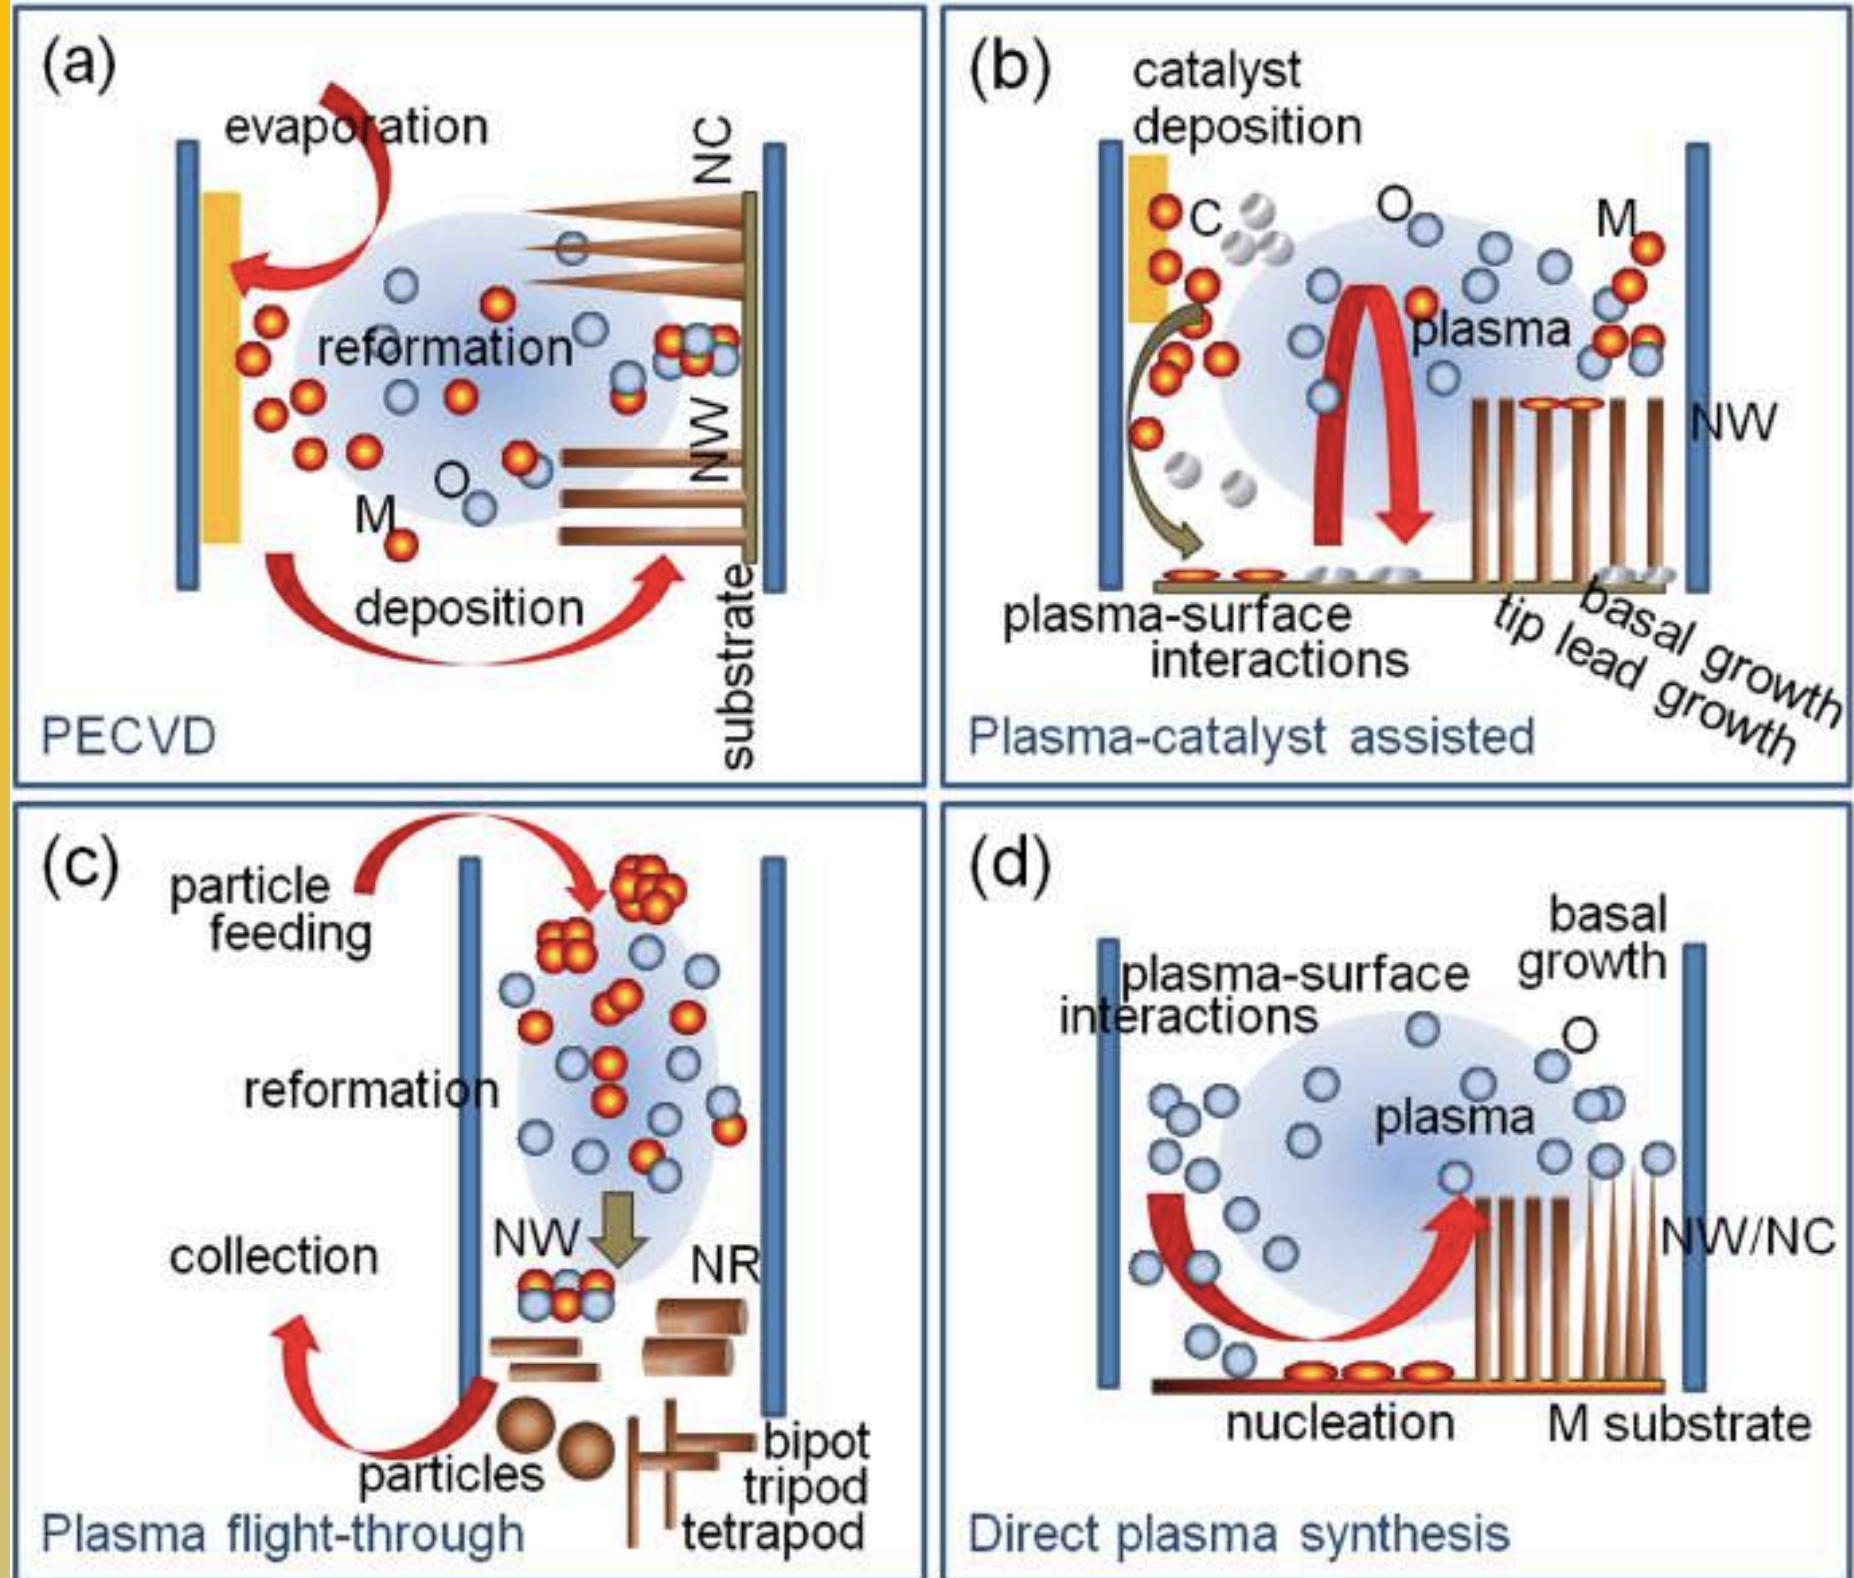 (a)
evaporation
NC
reformation
NW
O
M
deposition
substrate
PECVD
(b)
catalyst
deposition
C
O
M
plasma
NW
plasma-surface
interactions
basal growth
tip lead growth
Plasma-catalyst assisted
(c)
particle
feeding
reformation
NW
NR
collection
particles
bipot
tripod
tetrapod
Plasma flight-through
(d)
basal
growth
plasma-surface
interactions
O
plasma
NW/NC
nucleation
M substrate
Direct plasma synthesis